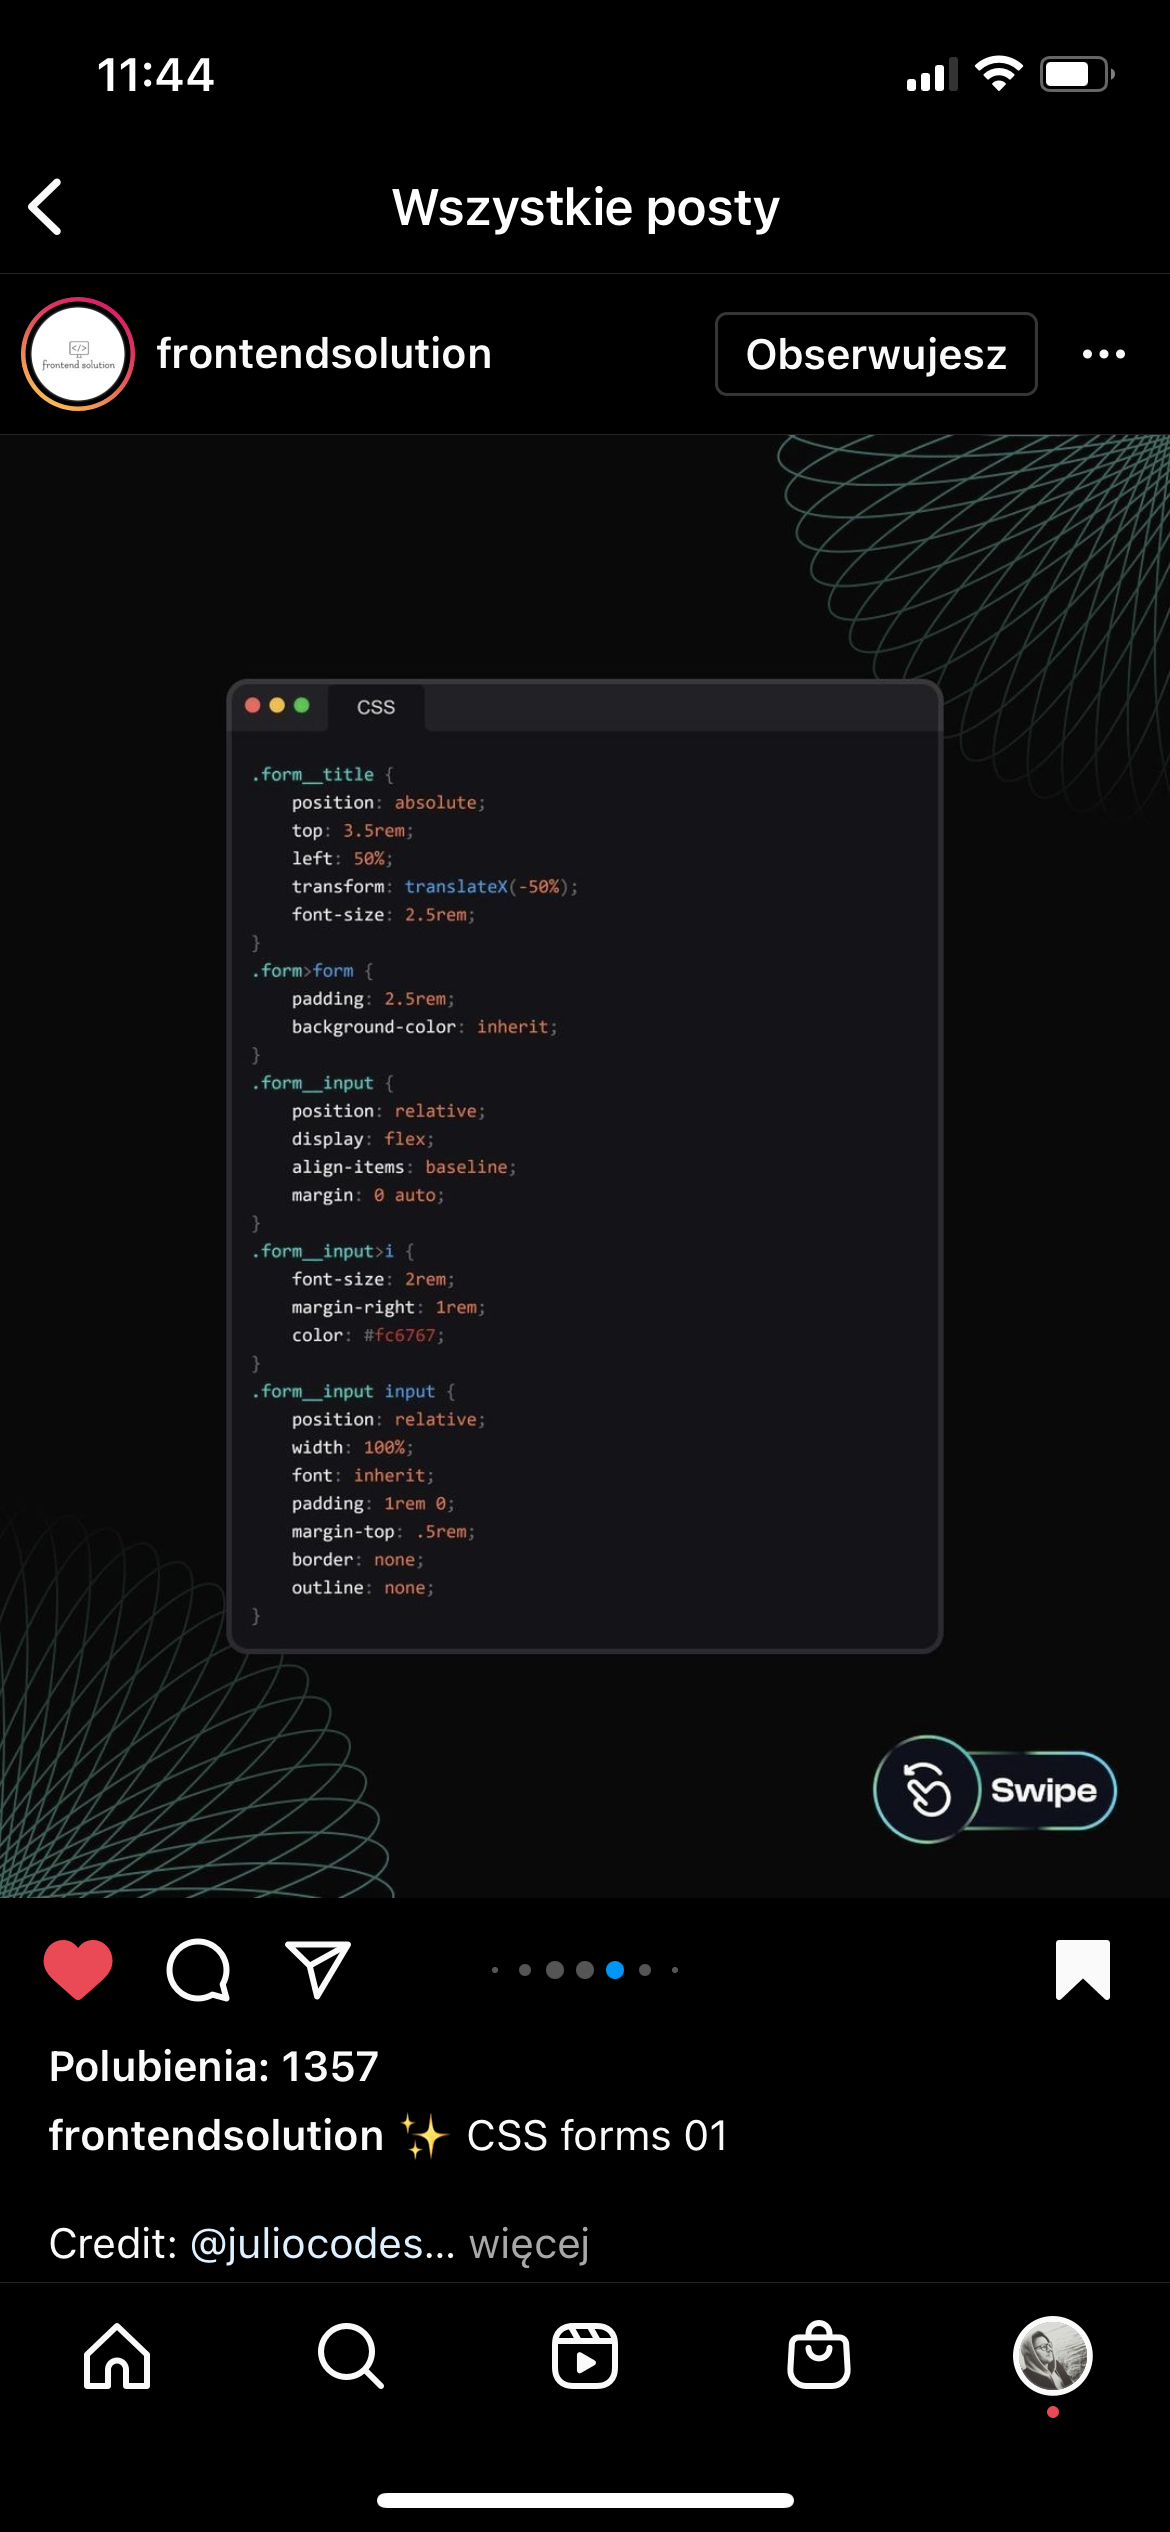 11:44
Wszystkie posty
frontend solution
frontendsolution
Obserwujesz
CSS
.form__title {
position: absolute;
top: 3.5rem;
left: 50%;
transform: translateX(-50%);
font-size: 2.5rem;
}
.form>form {
padding: 2.5rem;
background-color: inherit;
}
.form__input {
position: relative;
display: flex;
align-items: baseline;
margin: 0 auto;
}
.form__input>i {
font-size: 2rem;
margin-right: 1rem;
color: #fc6767;
}
.form__input input {
position: relative;
width: 100%;
font: inherit;
padding: 1rem 0;
margin-top: .5rem;
border: none;
outline: none;
}
Swipe
Polubienia: 1357
frontendsolution ✨ CSS forms 01
Credit: @juliocodes... więcej